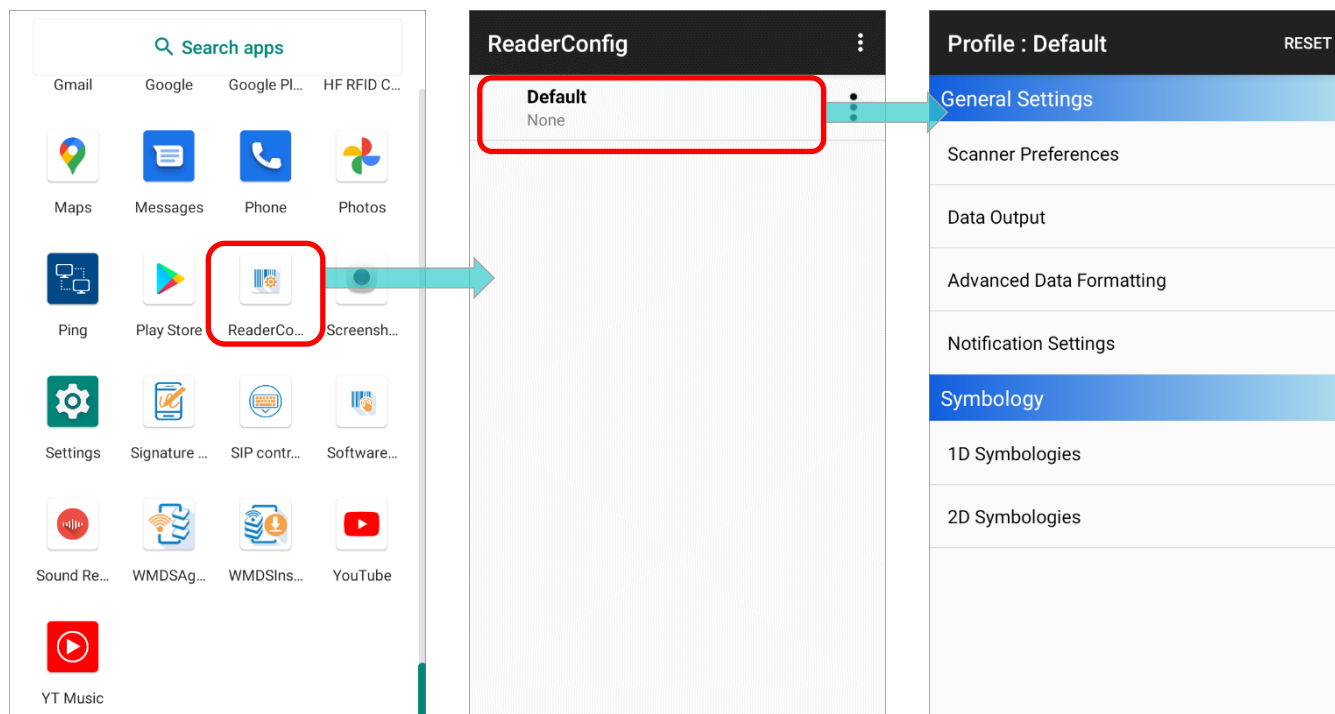 Search apps
Gmail Google Google Pl... HF RFID C...
Maps Messages Phone Photos
Ping Play Store ReaderCo... Screensh...
Settings Signature ... SIP contr... Software...
Sound Re... WMDSAg... WMDSIns... YouTube
YT Music
ReaderConfig
Default
None
Profile : Default RESET
General Settings
Scanner Preferences
Data Output
Advanced Data Formatting
Notification Settings
Symbology
1D Symbologies
2D Symbologies